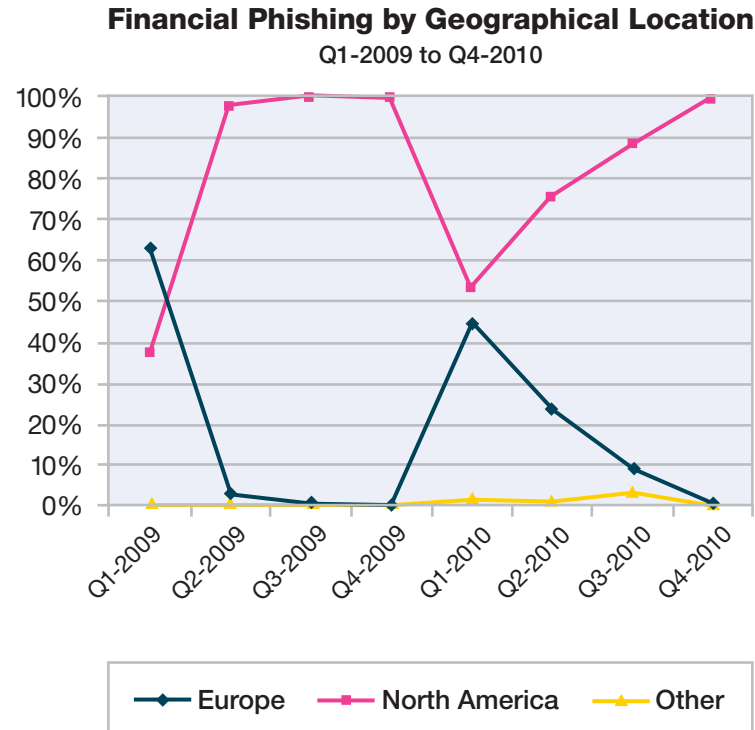 Financial Phishing by Geographical Location
Q1-2009 to Q4-2010
100%
90%
80%
70%
60%
50%
40%
30%
20%
10%
0%
Q1-2009
Q2-2009
Q3-2009
Q4-2009
Q1-2010
Q2-2010
Q3-2010
Q4-2010
Europe
North America
Other